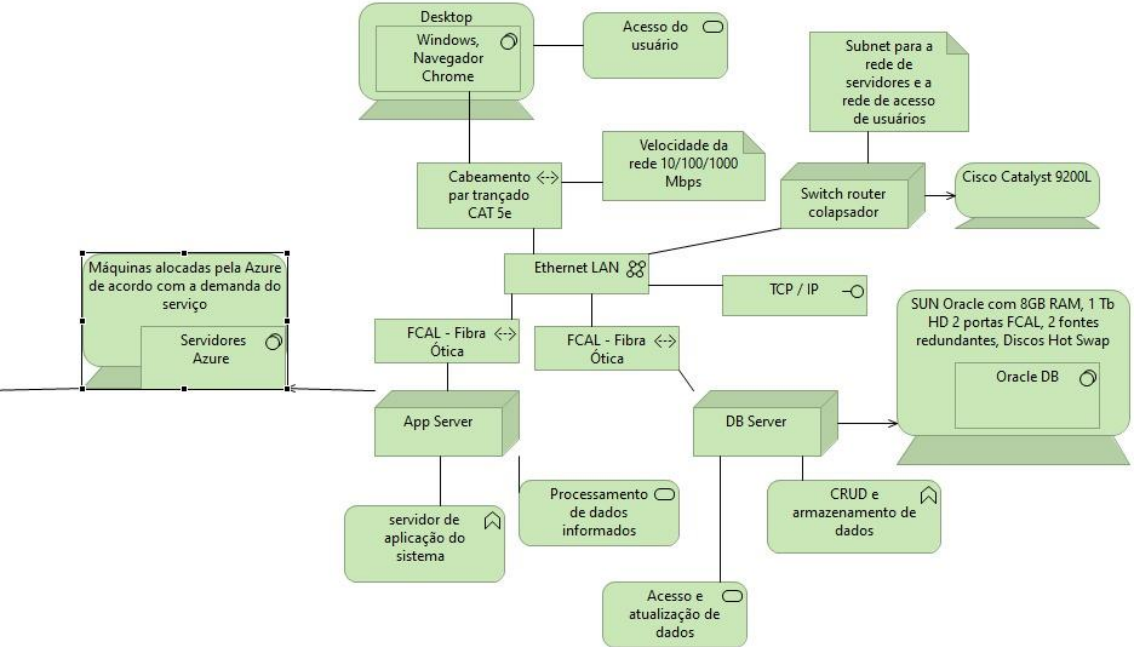 Desktop
Windows,
Navegador
Chrome
Acesso do
usuário
Subnet para a
rede de
servidores e a
rede de acesso
de usuários
Velocidade da
rede 10/100/1000
Mbps
Cabeamento
par trançado
CAT 5e
Switch router
colapsador
Cisco Catalyst 9200L
Máquinas alocadas pela Azure
de acordo com a demanda do
serviço
Servidores
Azure
Ethernet LAN
TCP / IP
FCAL - Fibra
Ótica
FCAL - Fibra
Ótica
SUN Oracle com 8GB RAM, 1 Tb
HD 2 portas FCAL, 2 fontes
redundantes, Discos Hot Swap
Oracle DB
App Server
DB Server
servidor de
aplicação do
sistema
Processamento
de dados
informados
CRUD e
armazenamento de
dados
Acesso e
atualização de
dados